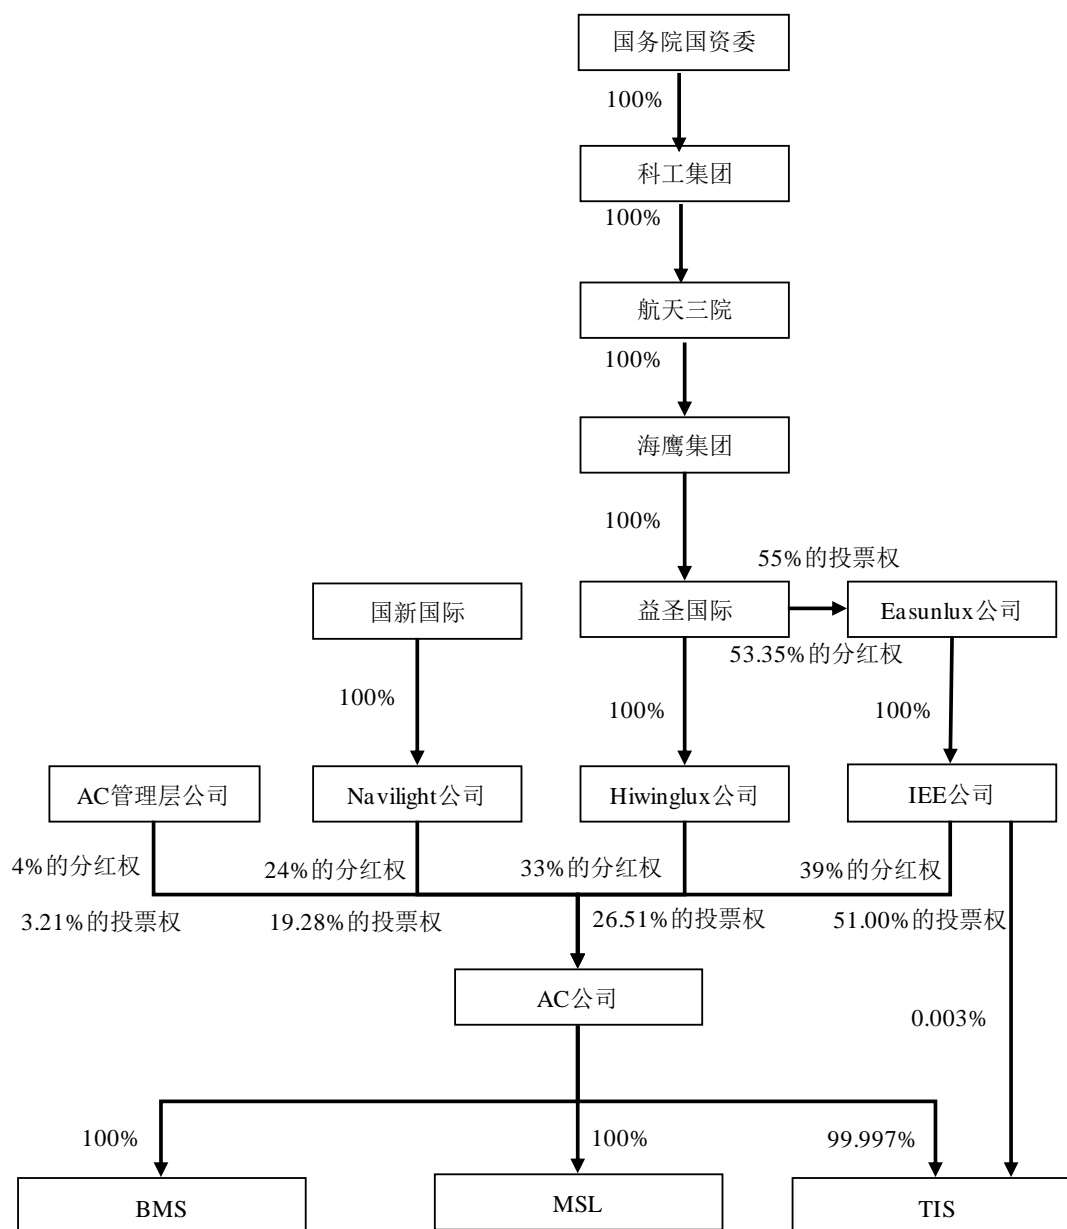 国务院国资委
100%
科工集团
100%
航天三院
100%
海鹰集团
100%
55%的投票权
国新国际
益圣国际
Easunlux公司
53.35%的分红权
100%
100%
100%
AC管理层公司
Navilight公司
Hiwinglux公司
IEE公司
4%的分红权
24%的分红权
33%的分红权
39%的分红权
3.21%的投票权
19.28%的投票权
26.51%的投票权
51.00%的投票权
AC公司
0.003%
100%
100%
99.997%
BMS
MSL
TIS